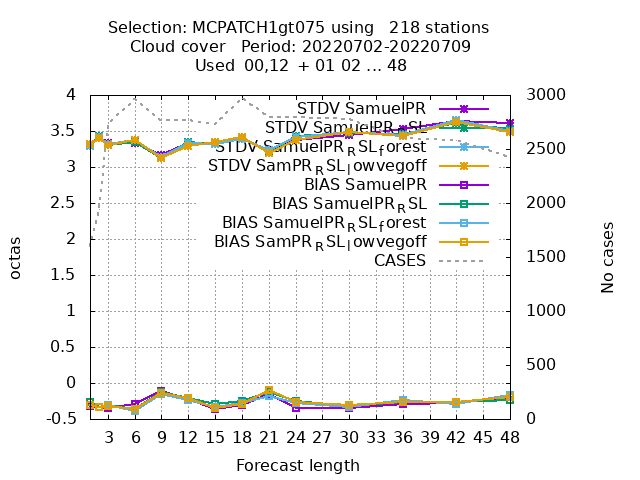 Selection: MCPATCH1gt075 using   218 stations
Cloud cover   Period: 20220702-20220709
Used  00,12  + 01 02 ... 48
4
3.5
3
2.5
2
1.5
1
0.5
0
-0.5
octas
3000
2500
2000
1500
1000
500
0
No cases
STDV SamuelPR
STDV SamuelPR_RSL
STDV SamuelPR_RSL_forest
STDV SamPR_RSL_lowvegoff
BIAS SamuelPR
BIAS SamuelPR_RSL
BIAS SamuelPR_RSL_forest
BIAS SamPR_RSL_lowvegoff
CASES
3 6 9 12 15 18 21 24 27 30 33 36 39 42 45 48
Forecast length